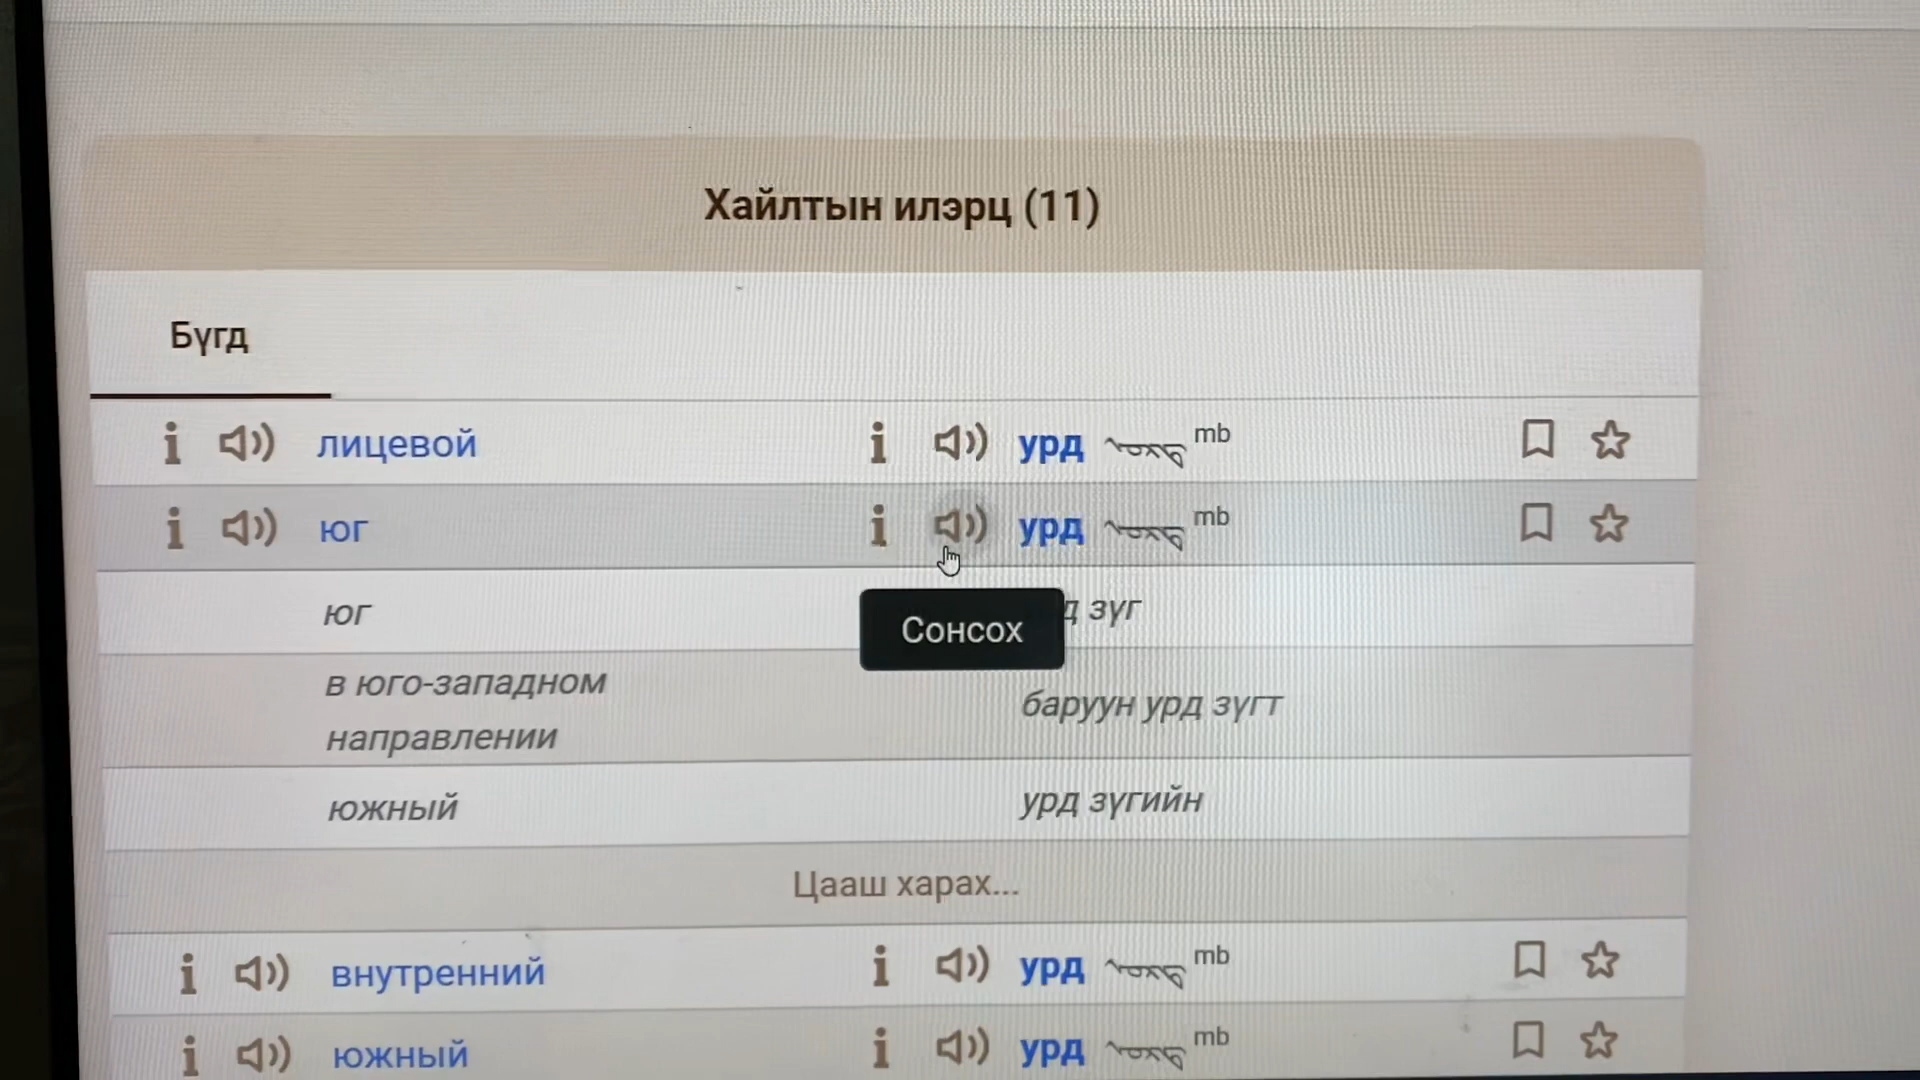 Хайлтын илэрц (11)
Бүгд
лицевой урд mb
юг урд mb
юг д зүг
Сонсох
в юго-западном
направлении
баруун урд зүгт
южный урд зүгийн
Цааш харах...
внутренний урд mb
южный урд mb